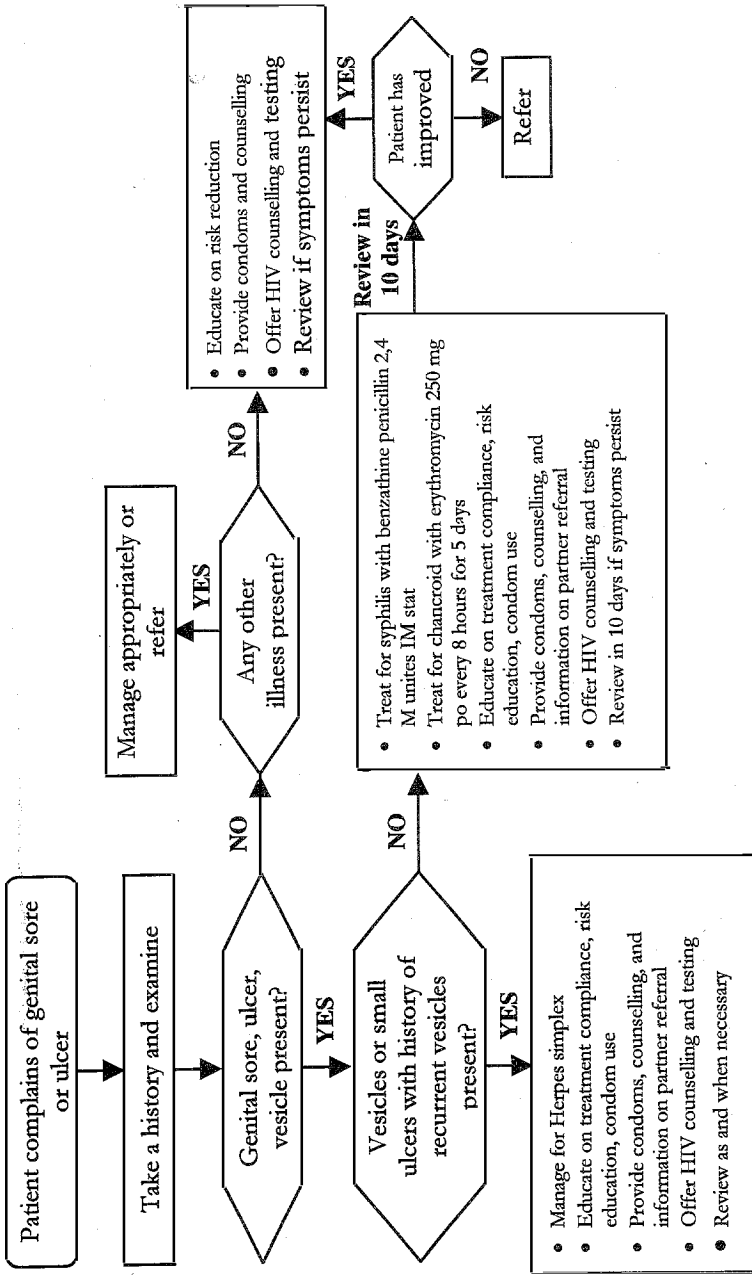 Patient complains of genital sore
or ulcer
Take a history and examine
Genital sore, ulcer,
vesicle present?
NO
Any other
illness present?
YES
Manage appropriately or
refer
NO
• Educate on risk reduction
• Provide condoms and counselling
• Offer HIV counselling and testing
• Review if symptoms persist
YES
Vesicles or small
ulcers with history of
recurrent vesicles
present?
NO
• Treat for syphilis with benzathine penicillin 2,4
M unites IM stat
• Treat for chancroid with erythromycin 250 mg
po every 8 hours for 5 days
• Educate on treatment compliance, risk
education, condom use
• Provide condoms, counselling, and
information on partner referral
• Offer HIV counselling and testing
• Review in 10 days if symptoms persist
Review in
10 days
Patient has
improved
YES
NO
Refer
YES
• Manage for Herpes simplex
• Educate on treatment compliance, risk
education, condom use
• Provide condoms, counselling, and
information on partner referral
• Offer HIV counselling and testing
• Review as and when necessary